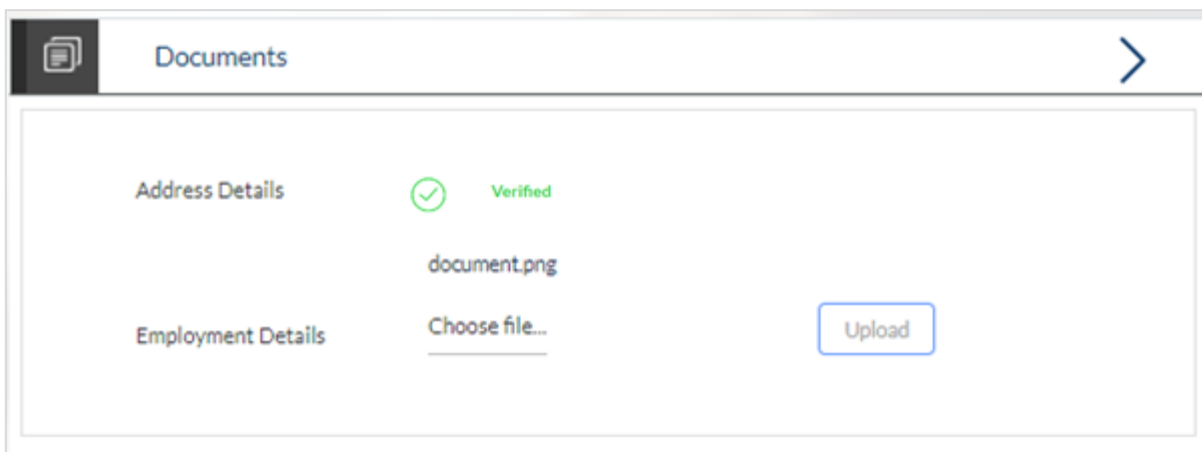 Documents
Address Details Verified
document.png
Employment Details Choose file... Upload